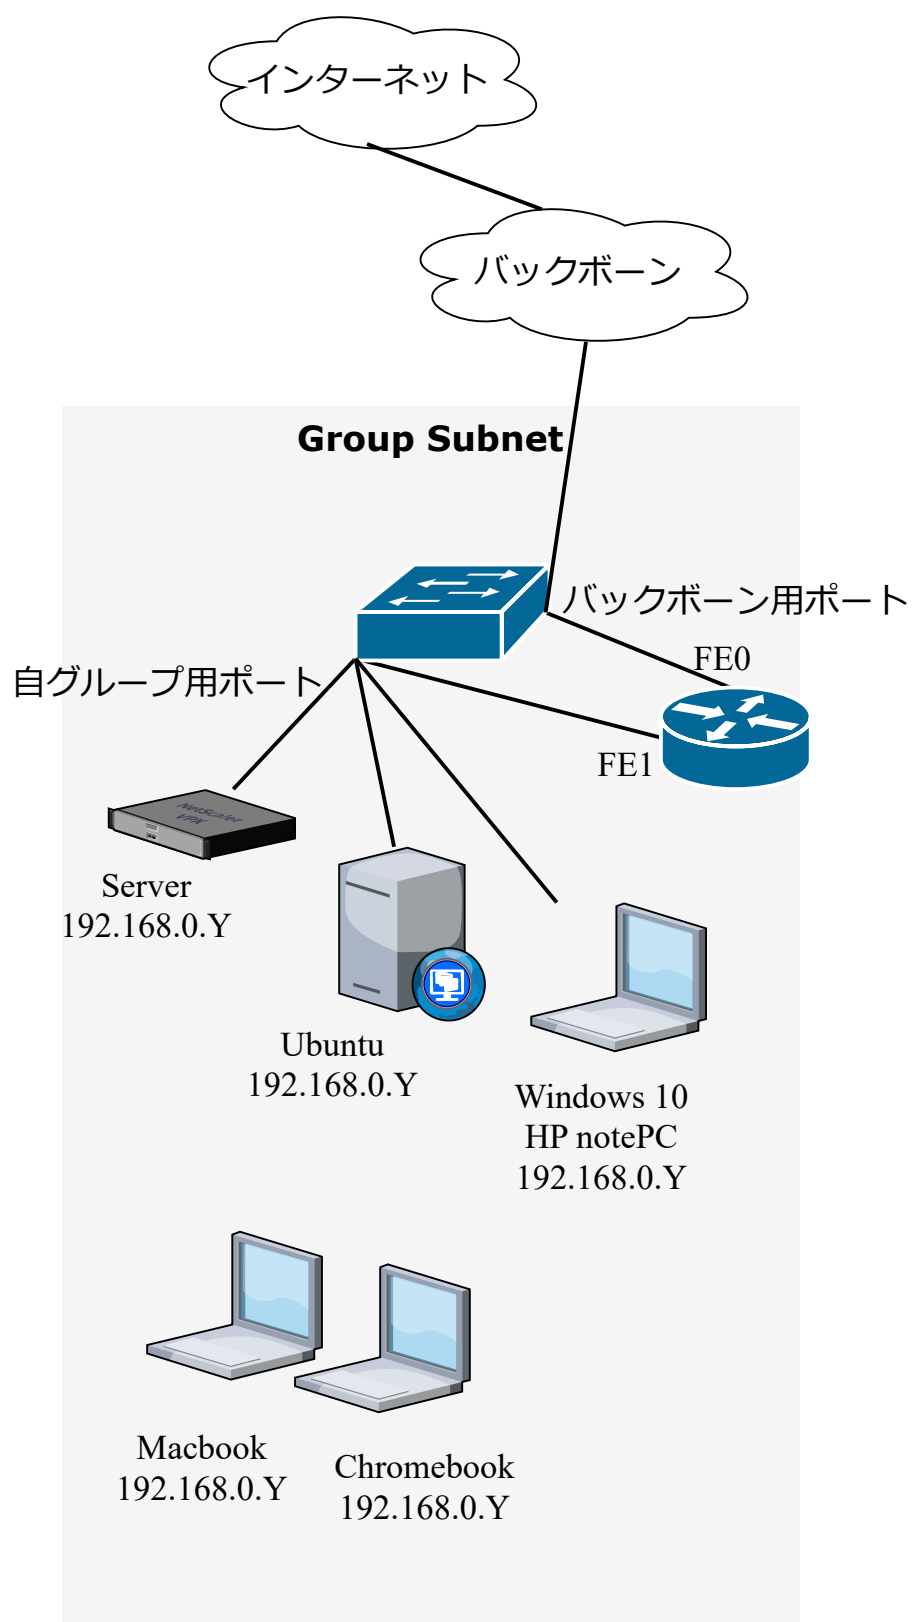 インターネット
バックボーン
Group Subnet
バックボーン用ポート
FE0
自グループ用ポート
FE1
NetScaler
VPX
Server
192.168.0.Y
Ubuntu
192.168.0.Y
Windows 10
HP notePC
192.168.0.Y
Macbook
192.168.0.Y
Chromebook
192.168.0.Y